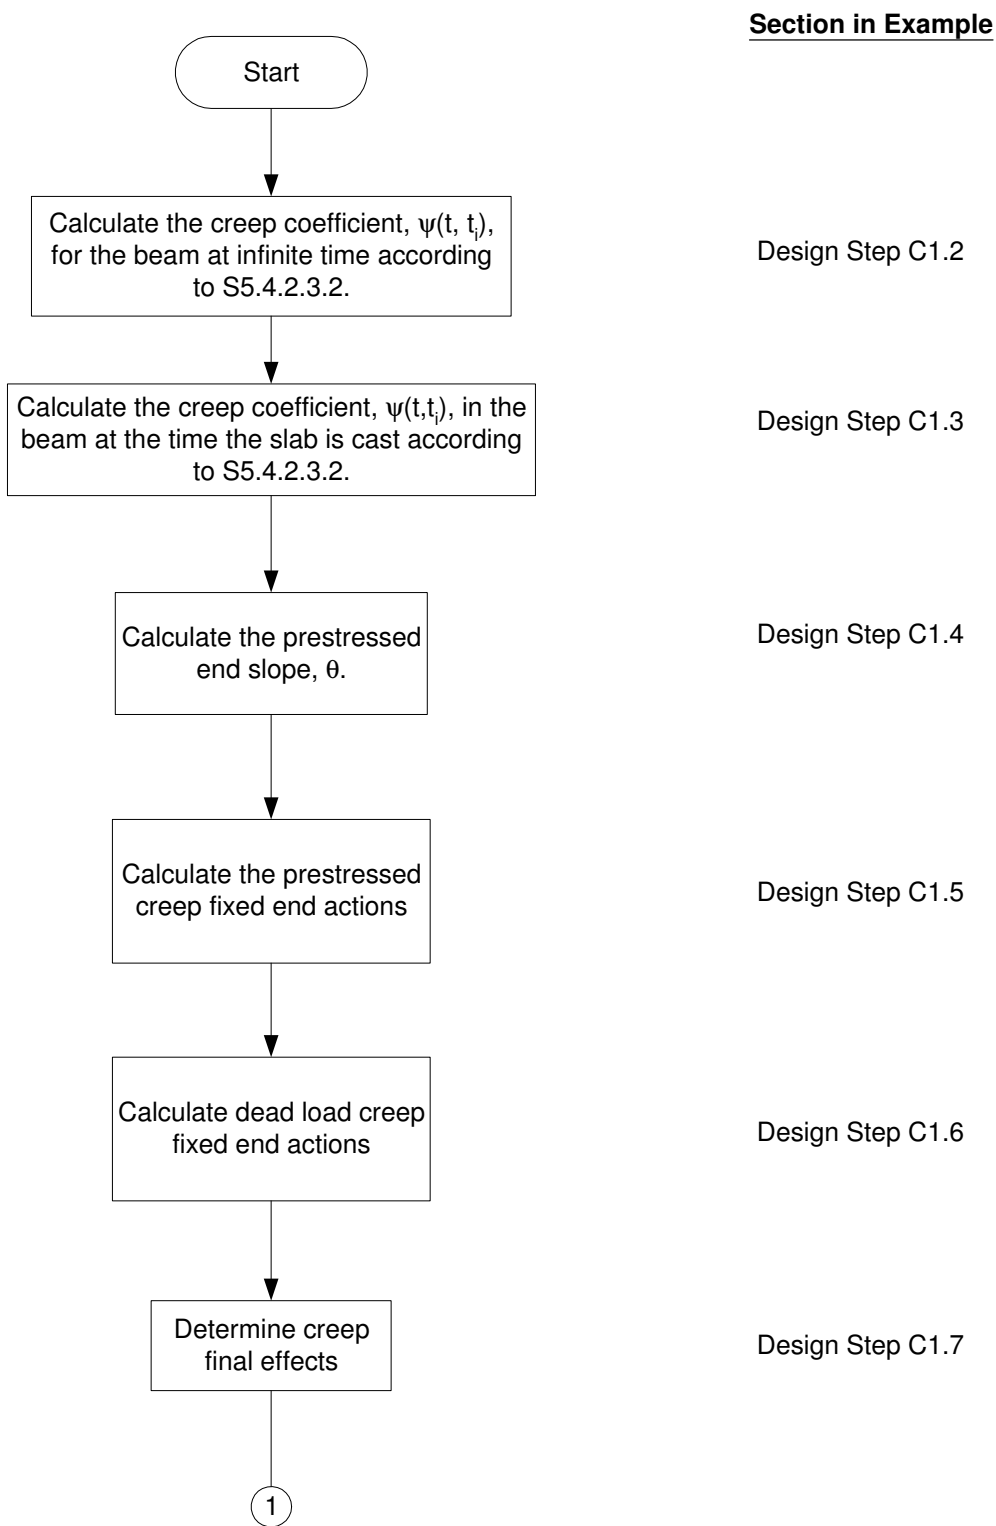 Section in Example
Start
Calculate the creep coefficient, ψ(t, tᵢ),
for the beam at infinite time according
to S5.4.2.3.2.
Design Step C1.2
Calculate the creep coefficient, ψ(t,tᵢ), in the
beam at the time the slab is cast according
to S5.4.2.3.2.
Design Step C1.3
Calculate the prestressed
end slope, θ.
Design Step C1.4
Calculate the prestressed
creep fixed end actions
Design Step C1.5
Calculate dead load creep
fixed end actions
Design Step C1.6
Determine creep
final effects
Design Step C1.7
1